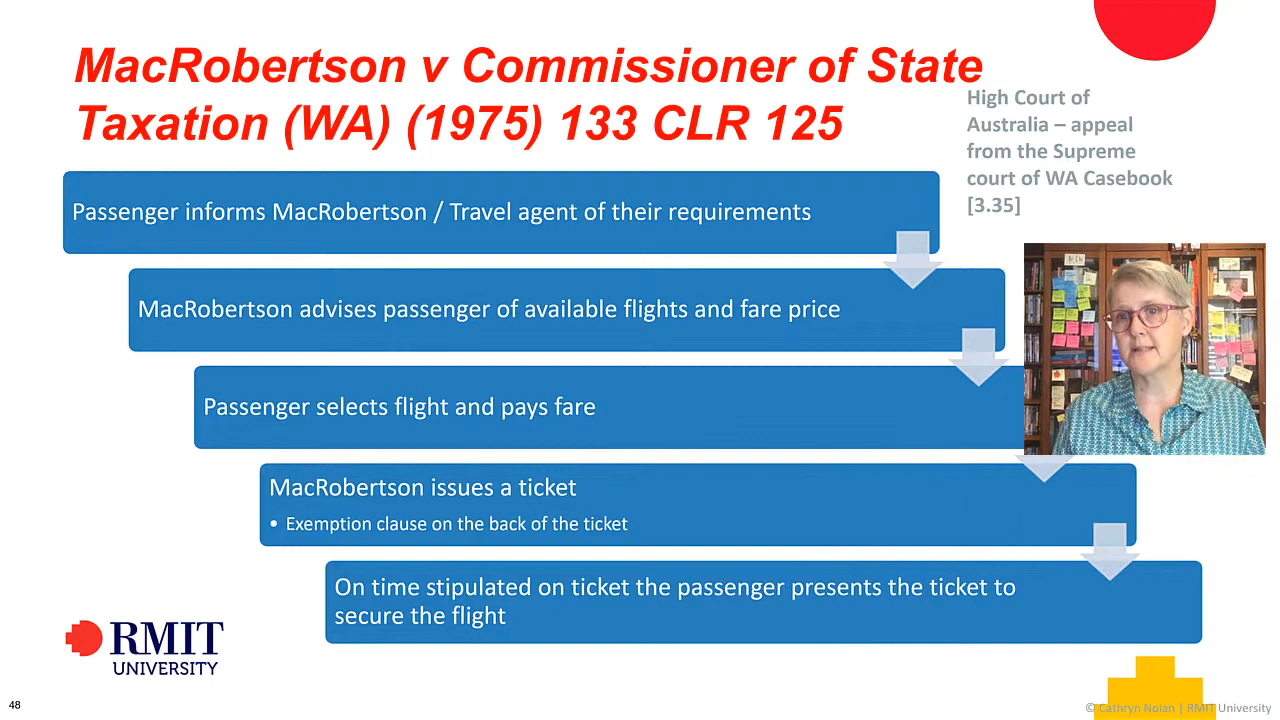 MacRobertson v Commissioner of State
Taxation (WA) (1975) 133 CLR 125
High Court of
Australia – appeal
from the Supreme
court of WA Casebook
[3.35]
Passenger informs MacRobertson / Travel agent of their requirements
MacRobertson advises passenger of available flights and fare price
Passenger selects flight and pays fare
MacRobertson issues a ticket
• Exemption clause on the back of the ticket
On time stipulated on ticket the passenger presents the ticket to
secure the flight
RMIT
UNIVERSITY
48
© Cathryn Nolan | RMIT University